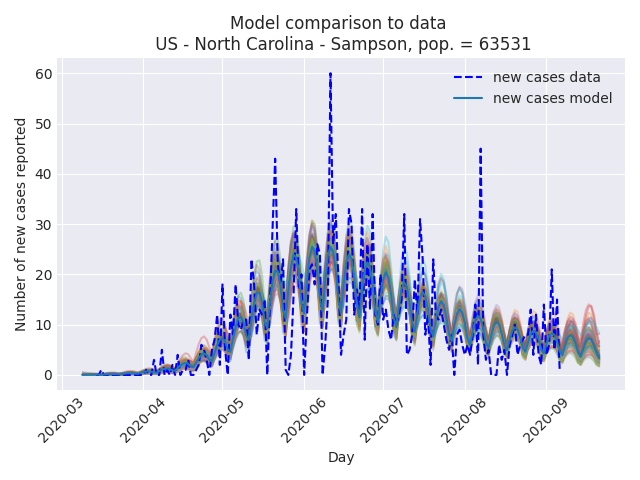 Model comparison to data
US - North Carolina - Sampson, pop. = 63531
new cases data
new cases model
Number of new cases reported
60
50
40
30
20
10
0
2020-03
2020-04
2020-05
2020-06
2020-07
2020-08
2020-09
Day